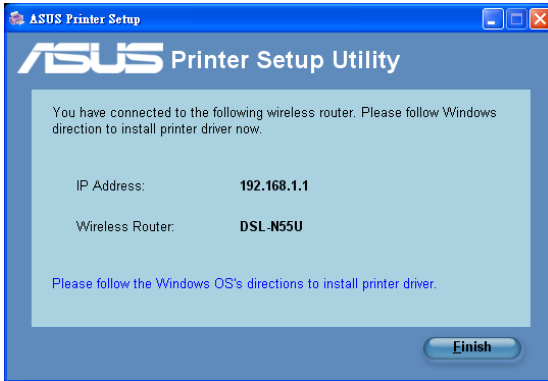 ASUS Printer Setup
ASUS Printer Setup Utility
You have connected to the following wireless router. Please follow Windows
direction to install printer driver now.
IP Address: 192.168.1.1
Wireless Router: DSL-N55U
Please follow the Windows OS's directions to install printer driver.
Finish